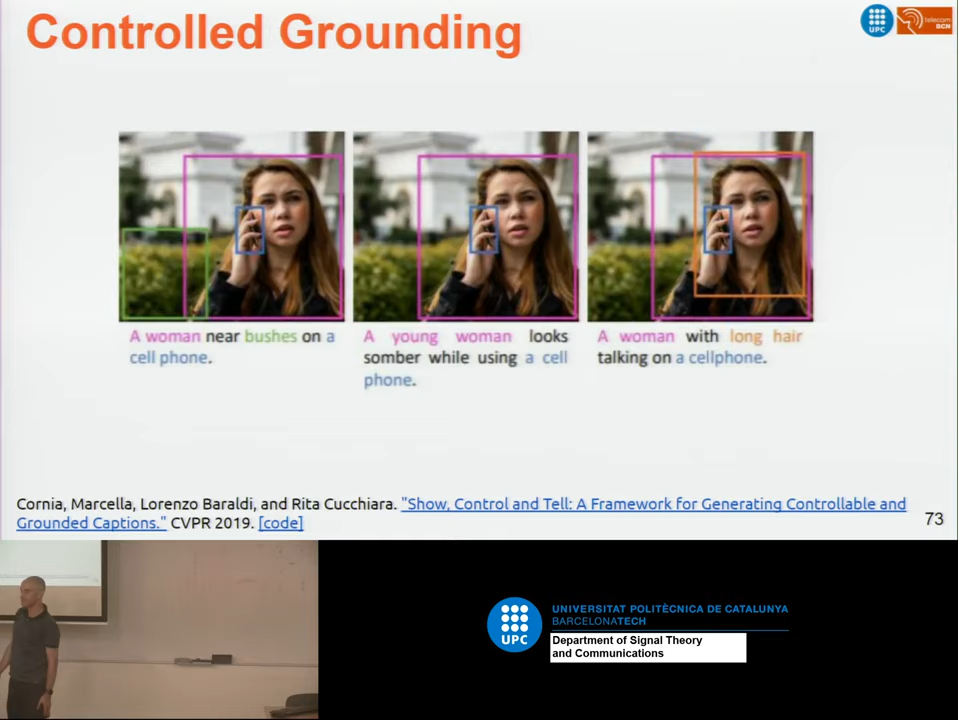 Controlled Grounding
UPC
telecom
BCN
A woman near bushes on a
cell phone.
A young woman looks
somber while using a cell
phone.
A woman with long hair
talking on a cellphone.
Cornia, Marcella, Lorenzo Baraldi, and Rita Cucchiara. "Show, Control and Tell: A Framework for Generating Controllable and
Grounded Captions." CVPR 2019. [code]
73
UPC
UNIVERSITAT POLITÈCNICA DE CATALUNYA
BARCELONATECH
Department of Signal Theory
and Communications